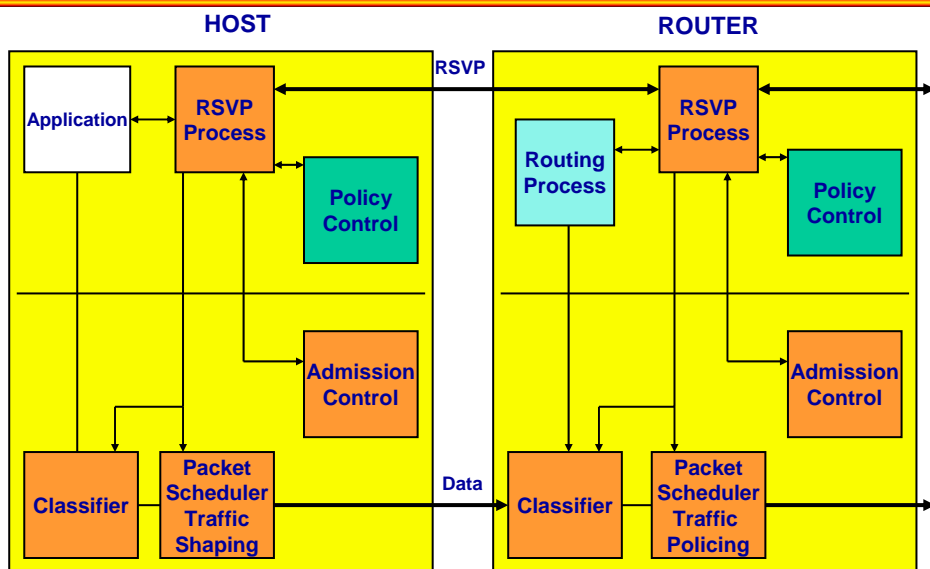 HOST
ROUTER
RSVP
Application
RSVP
Process
Policy
Control
Admission
Control
Classifier
Packet
Scheduler
Traffic
Shaping
Data
RSVP
Process
Routing
Process
Policy
Control
Admission
Control
Classifier
Packet
Scheduler
Traffic
Policing